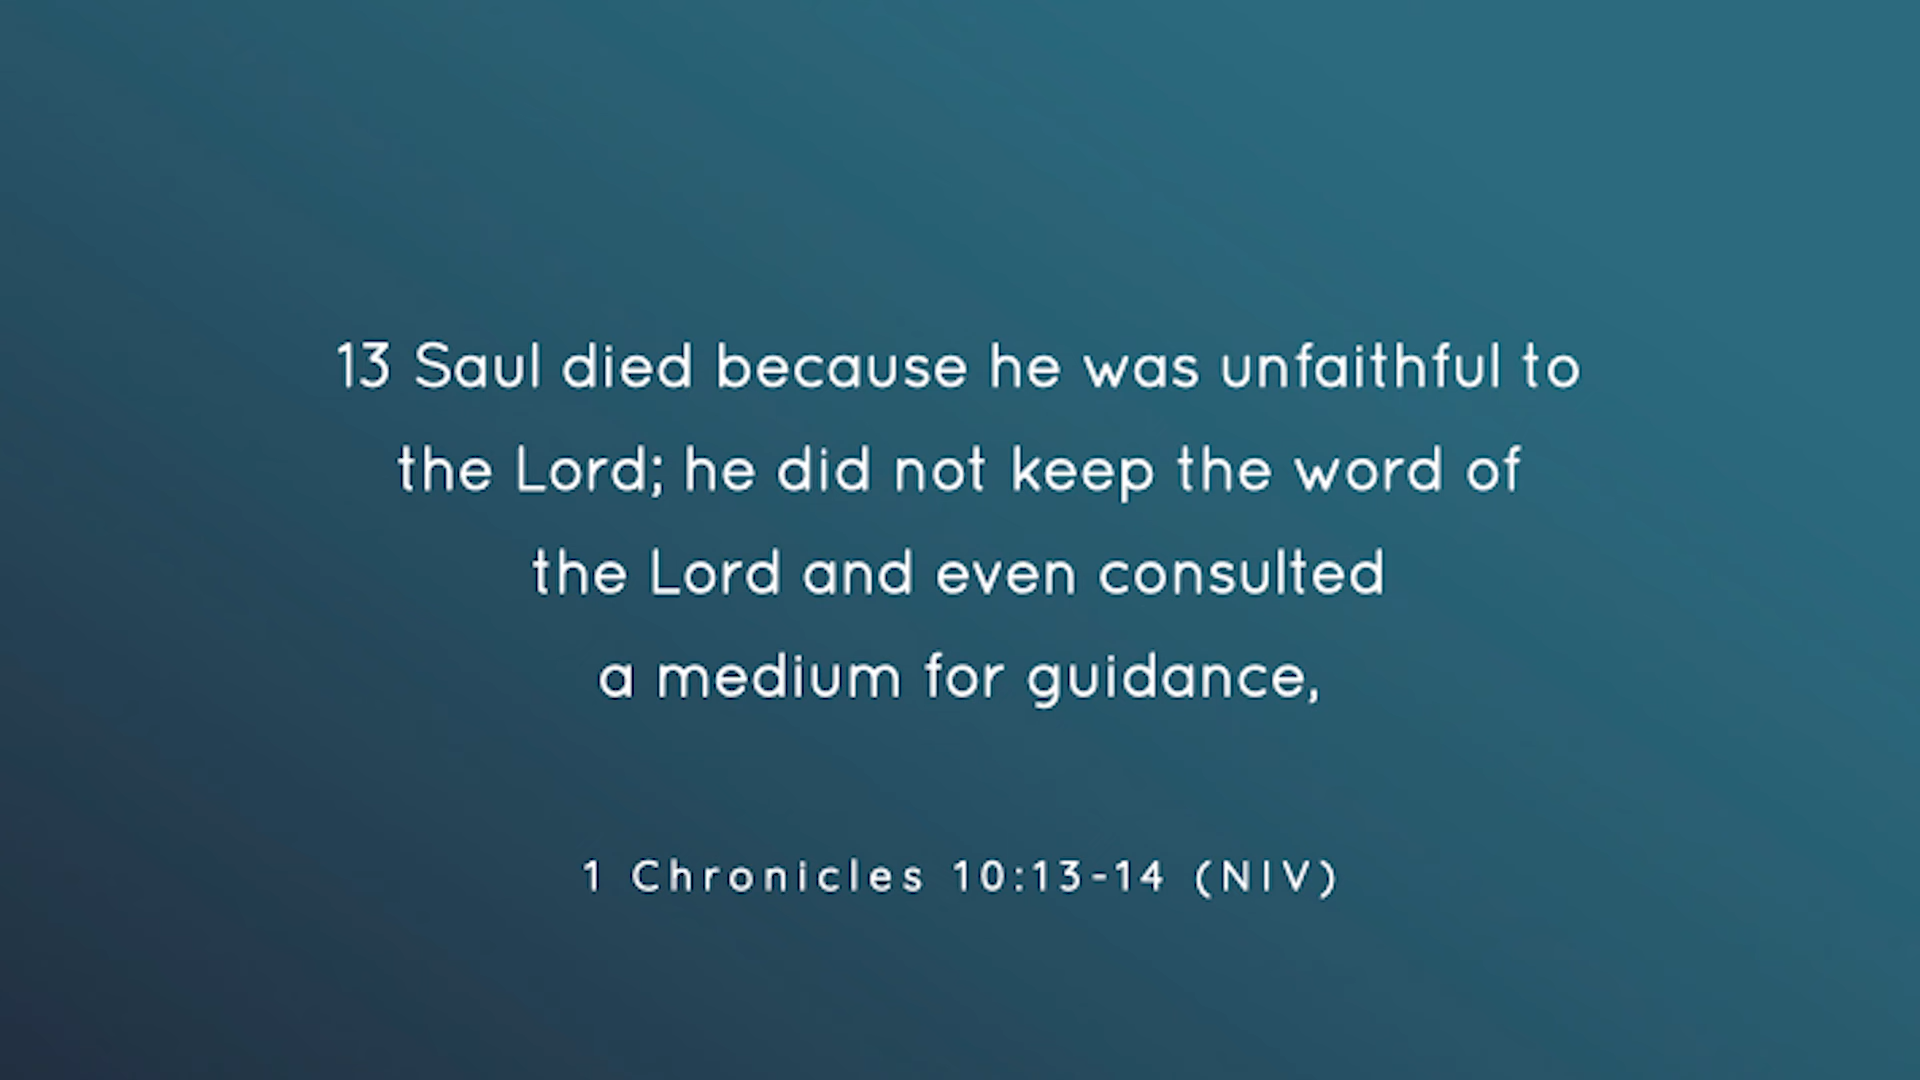 13 Saul died because he was unfaithful to
the Lord; he did not keep the word of
the Lord and even consulted
a medium for guidance,
1 Chronicles 10:13-14 (NIV)